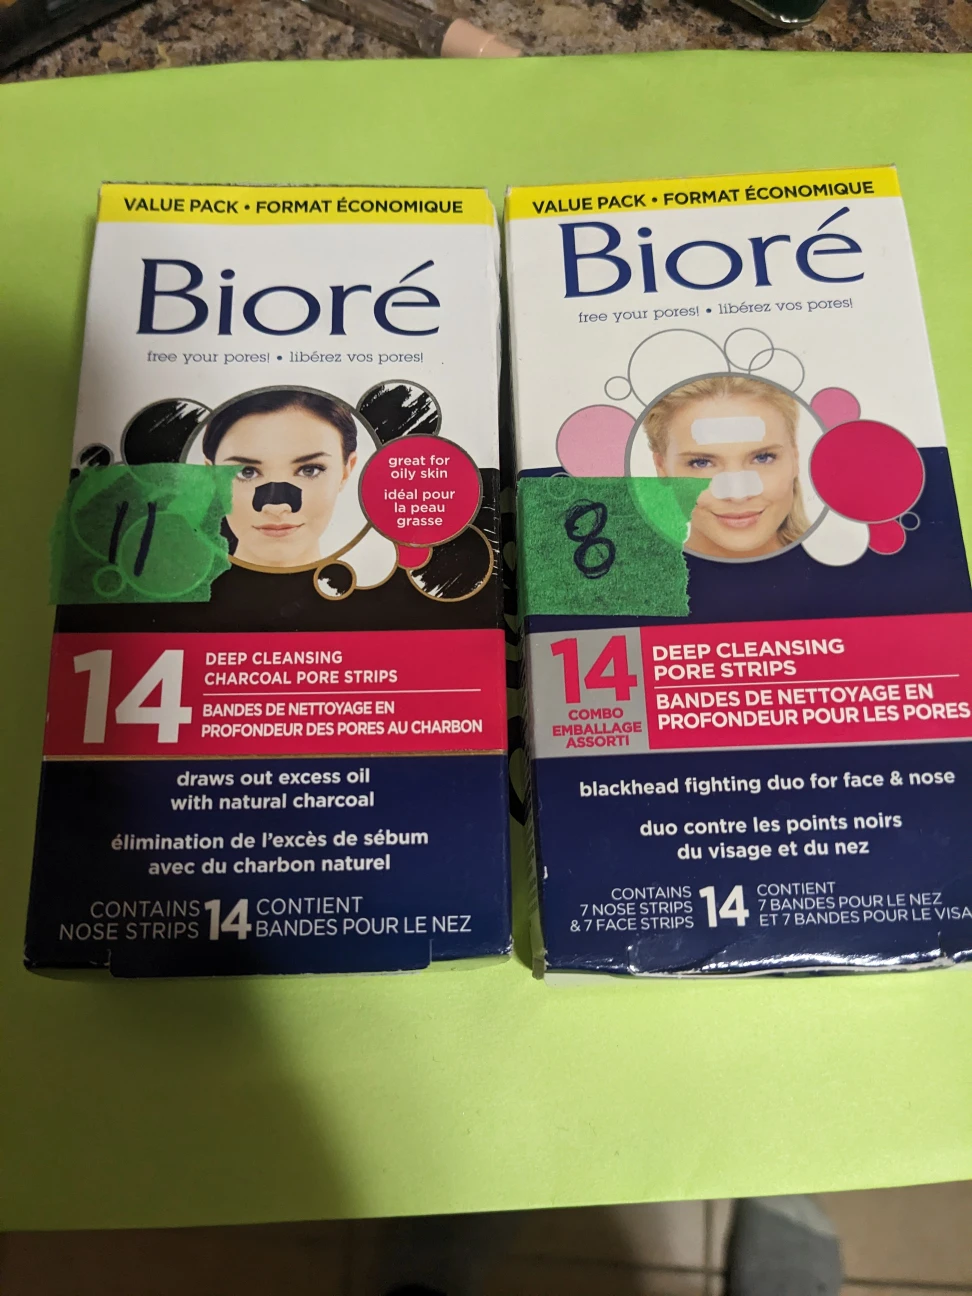 VALUE PACK • FORMAT ÉCONOMIQUE
Bioré
free your pores! • libérez vos pores!
great for
oily skin
idéal pour
la peau
grasse
11
14
DEEP CLEANSING
CHARCOAL PORE STRIPS
BANDES DE NETTOYAGE EN
PROFONDEUR DES PORES AU CHARBON
draws out excess oil
with natural charcoal
élimination de l'excès de sébum
avec du charbon naturel
CONTAINS 14 CONTIENT
NOSE STRIPS BANDES POUR LE NEZ
VALUE PACK • FORMAT ÉCONOMIQUE
Bioré
free your pores! • libérez vos pores!
8
14
COMBO
EMBALLAGE
ASSORTI
DEEP CLEANSING
PORE STRIPS
BANDES DE NETTOYAGE EN
PROFONDEUR POUR LES PORES
blackhead fighting duo for face & nose
duo contre les points noirs
du visage et du nez
CONTAINS
7 NOSE STRIPS
& 7 FACE STRIPS
14
CONTIENT
7 BANDES POUR LE NEZ
ET 7 BANDES POUR LE VISA